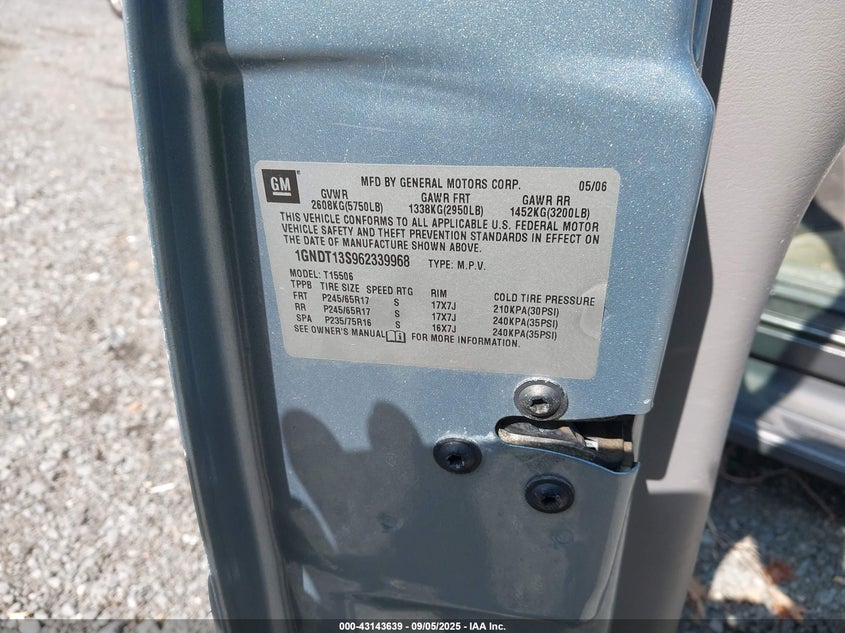 GM
MFD BY GENERAL MOTORS CORP. 05/06
GVWR GAWR FRT GAWR RR
2608KG(5750LB) 1338KG(2950LB) 1452KG(3200LB)
THIS VEHICLE CONFORMS TO ALL APPLICABLE U.S. FEDERAL MOTOR
VEHICLE SAFETY AND THEFT PREVENTION STANDARDS IN EFFECT ON
THE DATE OF MANUFACTURE SHOWN ABOVE.
1GNDT13S962339968 TYPE: M.P.V.
MODEL: T15506
TPPB TIRE SIZE SPEED RTG RIM COLD TIRE PRESSURE
FRT P245/65R17 S 17X7J 210KPA(30PSI)
RR P245/65R17 S 17X7J 240KPA(35PSI)
SPA P235/75R16 S 16X7J 240KPA(35PSI)
SEE OWNER'S MANUAL FOR MORE INFORMATION.
000-43143639 - 09/05/2025 - IAA Inc.